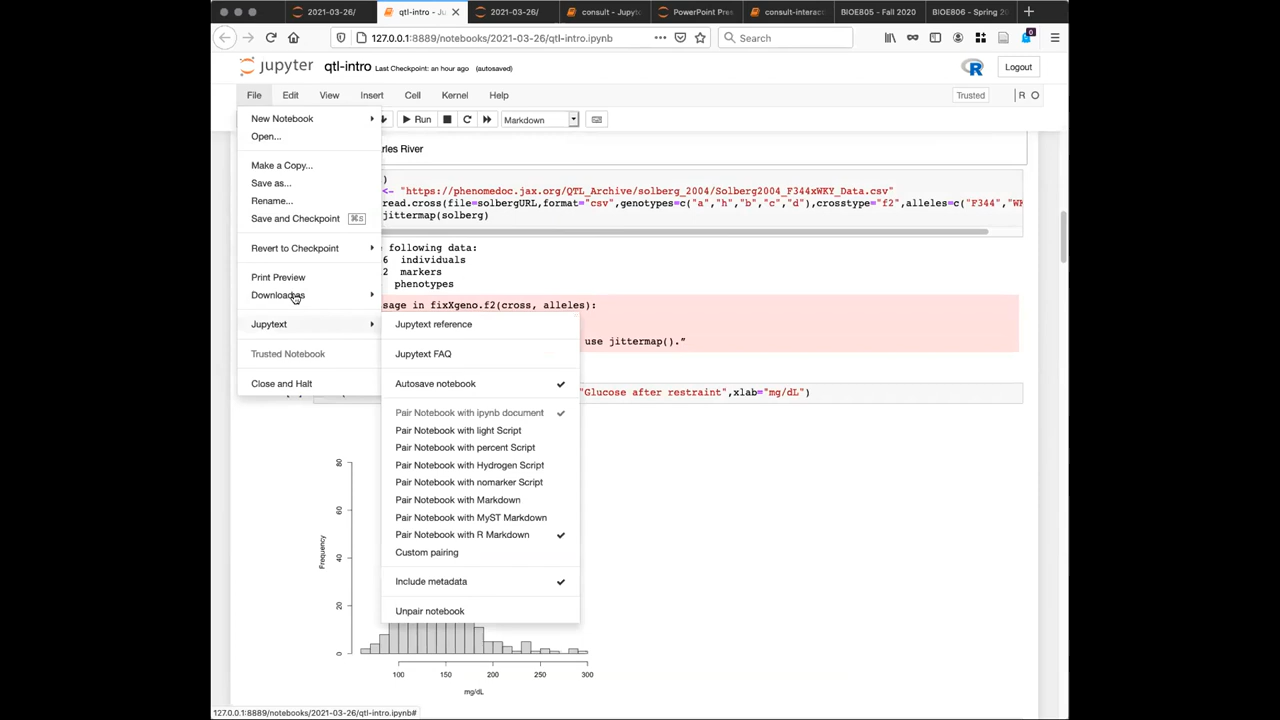 2021-03-26/
qtl-intro - J
2021-03-26/
consult - Jupyt
PowerPoint Pres
consult-interac
BIOE805 - Fall 2020
BIOE806 - Spring 2
127.0.0.1:8889/notebooks/2021-03-26/qtl-intro.ipynb
Search
0
jupyter
qtl-intro
Last Checkpoint: an hour ago
(autosaved)
R
Logout
File
Edit
View
Insert
Cell
Kernel
Help
Trusted
R
Run
Markdown
New Notebook
Open...
Make a Copy...
Save as...
Rename...
Save and Checkpoint
⌘S
Revert to Checkpoint
Print Preview
Download as
Jupytext
Trusted Notebook
Close and Halt
Jupytext reference
Jupytext FAQ
Autosave notebook
Pair Notebook with ipynb document
Pair Notebook with light Script
Pair Notebook with percent Script
Pair Notebook with Hydrogen Script
Pair Notebook with nomarker Script
Pair Notebook with Markdown
Pair Notebook with MyST Markdown
Pair Notebook with R Markdown
Custom pairing
Include metadata
Unpair notebook
rles River
)
<- "https://phenomedoc.jax.org/QTL_Archive/solberg_2004/Solberg2004_F344xWKY_Data.csv"
read.cross(file=solbergURL,format="csv",genotypes=c("a","h","b","c","d"),crosstype="f2",alleles=c("F344","WK
jittermap(solberg)
e following data:
6 individuals
2 markers
phenotypes
sage in fixXgeno.f2(cross, alleles):
use jittermap().”
"Glucose after restraint",xlab="mg/dL")
Frequency
80
60
40
20
0
100
150
200
250
300
mg/dL
127.0.0.1:8889/notebooks/2021-03-26/qtl-intro.ipynb#